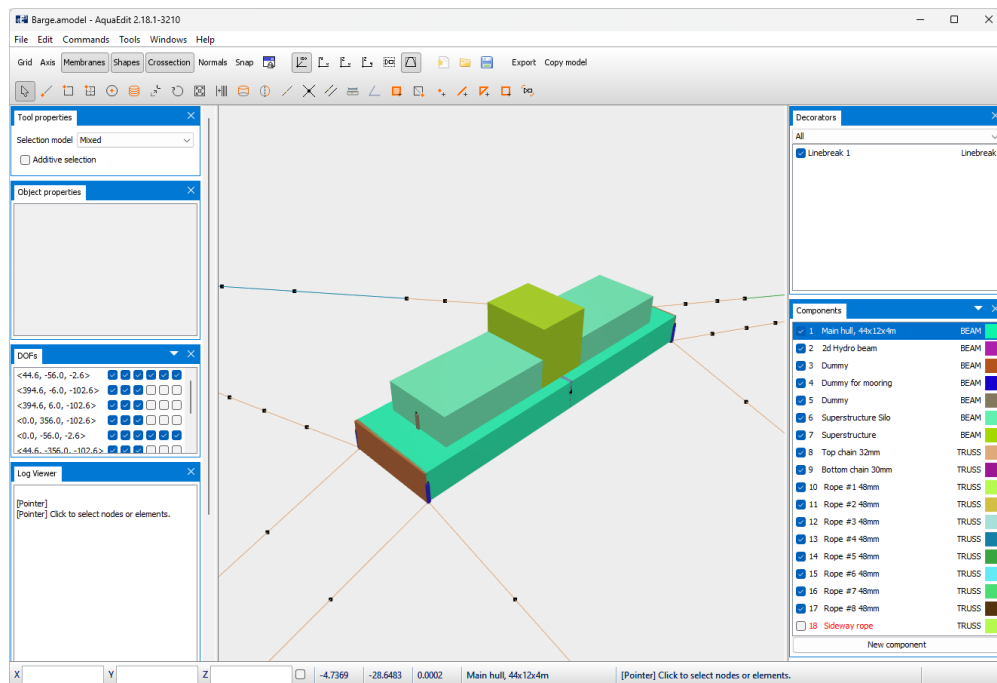 Barge.amodel - AquaEdit 2.18.1-3210
File Edit Commands Tools Windows Help
Grid Axis Membranes Shapes Crossection Normals Snap Export Copy model
Tool properties
Selection model Mixed
Additive selection
Object properties
DOFs
<44.6, -56.0, -2.6>
<394.6, -6.0, -102.6>
<394.6, 6.0, -102.6>
<0.0, 356.0, -102.6>
<0.0, -56.0, -2.6>
<44.6, -356.0, -102.6>
Log Viewer
[Pointer]
[Pointer] Click to select nodes or elements.
Decorators
All
Linebreak 1 Linebreak
Components
1 Main hull, 44x12x4m BEAM
2 2d Hydro beam BEAM
3 Dummy BEAM
4 Dummy for mooring BEAM
5 Dummy BEAM
6 Superstructure Silo BEAM
7 Superstructure BEAM
8 Top chain 32mm TRUSS
9 Bottom chain 30mm TRUSS
10 Rope #1 48mm TRUSS
11 Rope #2 48mm TRUSS
12 Rope #3 48mm TRUSS
13 Rope #4 48mm TRUSS
14 Rope #5 48mm TRUSS
15 Rope #6 48mm TRUSS
16 Rope #7 48mm TRUSS
17 Rope #8 48mm TRUSS
18 Sideway rope TRUSS
New component
X Y Z -4.7369 -28.6483 0.0002 Main hull, 44x12x4m [Pointer] Click to select nodes or elements.